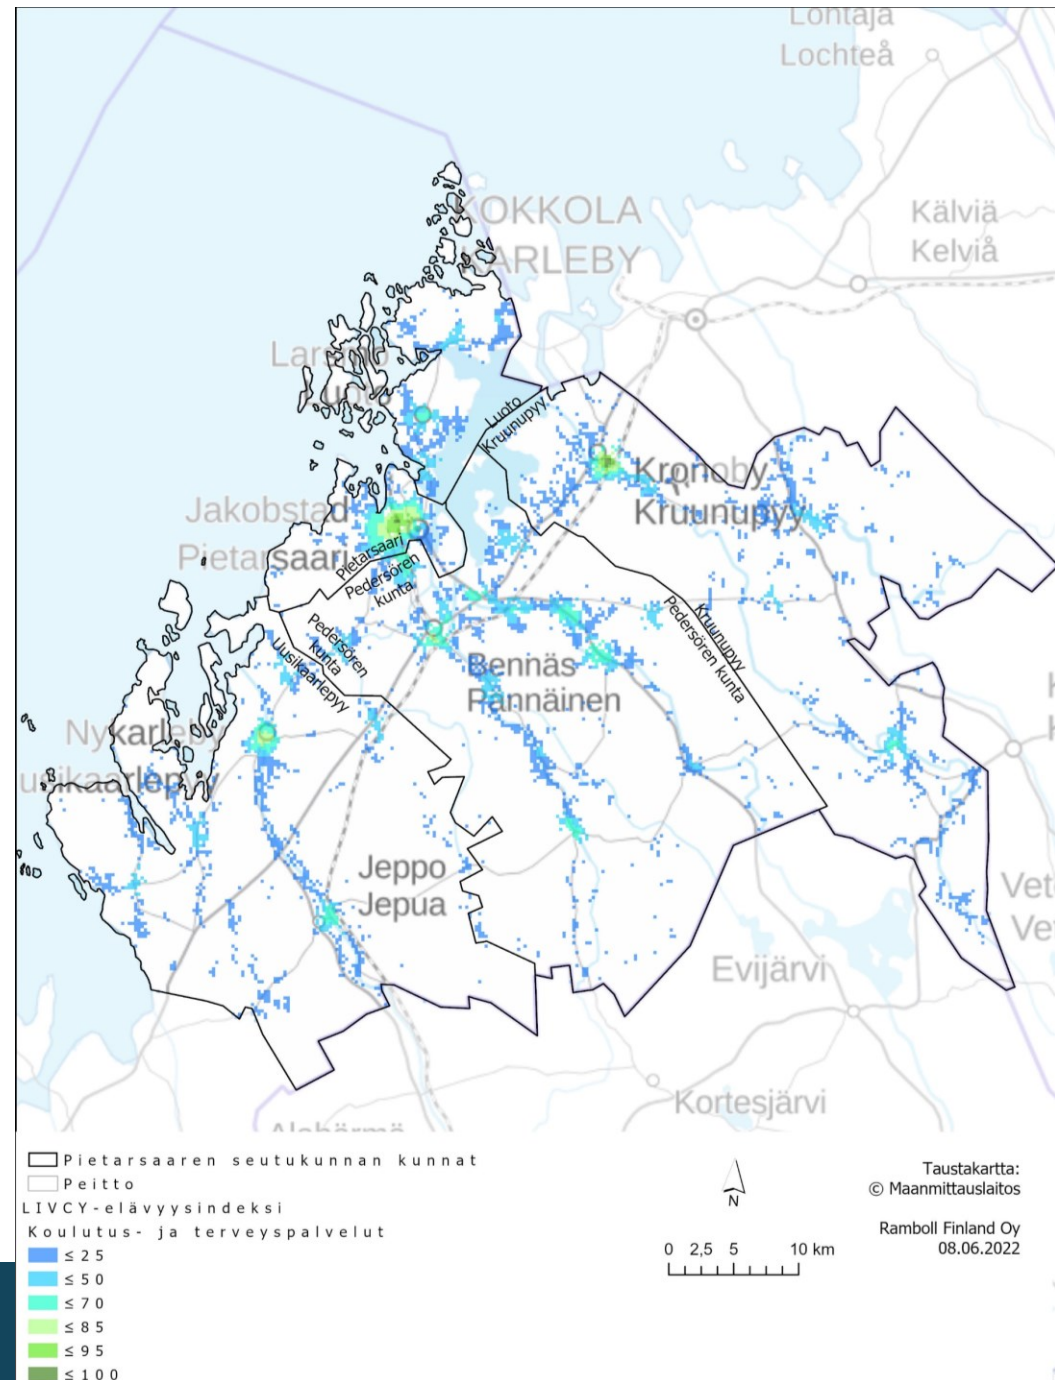 Lohtaja
Lochteå
KOKKOLA
KARLEBY
Kälviä
Kelviå
Larsmo
Luoto
Luoto
Kruunupyy
Kronoby
Kruunupyy
Jakobstad
Pietarsaari
Pietarsaari
Pedersören
kunta
Pedersören
kunta
Uusikaarlepyy
Kruunupyy
Pedersören kunta
Bennäs
Pännäinen
Nykarleby
usikaarlepyy
Jeppo
Jepua
Evijärvi
Kortesjärvi
Alahärmä
Pietarsaaren seutukunnan kunnat
Peitto
LIVCY-elävyysindeksi
Koulutus- ja terveyspalvelut
≤ 25
≤ 50
≤ 70
≤ 85
≤ 95
≤ 100
N
0 2,5 5 10 km
Taustakartta:
© Maanmittauslaitos
Ramboll Finland Oy
08.06.2022